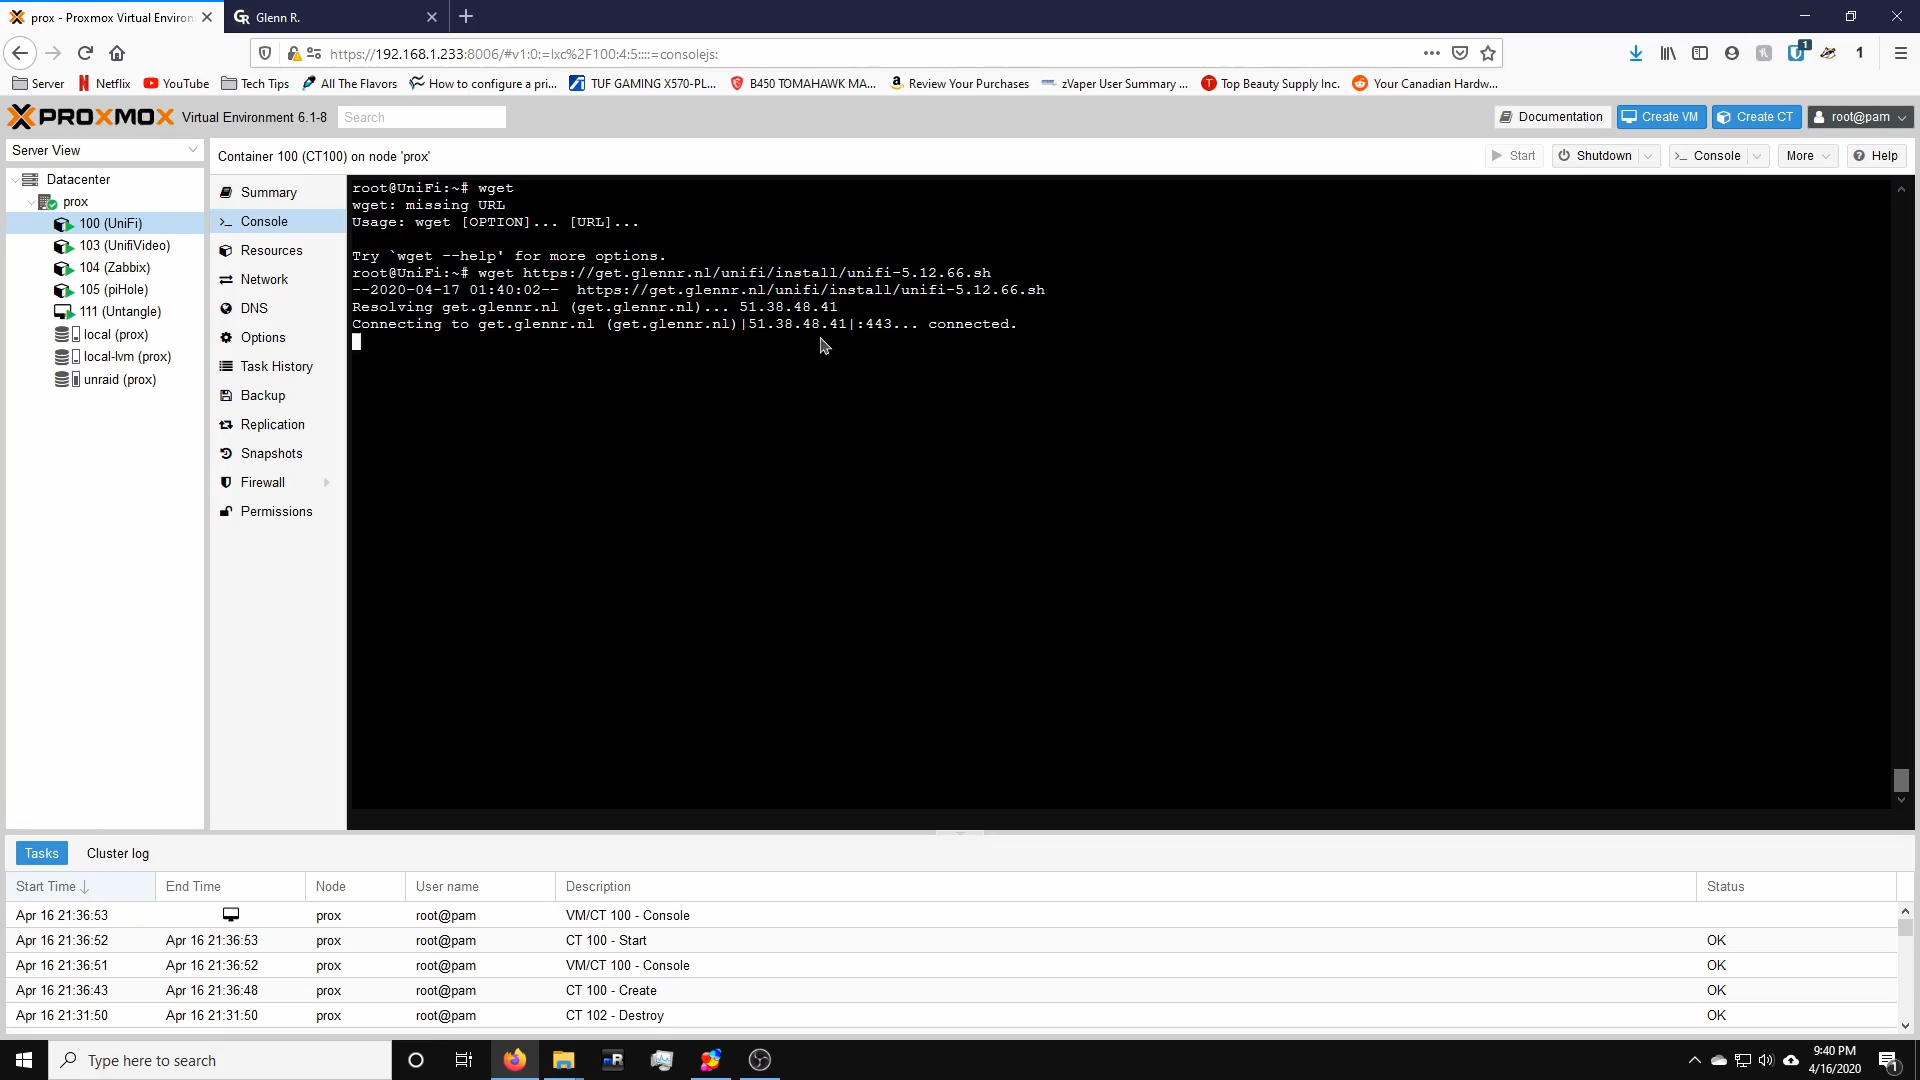 prox - Proxmox Virtual Environ
GR Glenn R.
https://192.168.1.233:8006/#v1:0:=lxc%2F100:4:5::::=consolejs:
1
1
Server
Netflix
YouTube
Tech Tips
All The Flavors
How to configure a pri...
TUF GAMING X570-PL...
B450 TOMAHAWK MA...
Review Your Purchases
zVaper User Summary ...
Top Beauty Supply Inc.
Your Canadian Hardw...
PROXMOX Virtual Environment 6.1-8
Search
Documentation
Create VM
Create CT
root@pam
Server View
Container 100 (CT100) on node 'prox'
Start
Shutdown
Console
More
Help
Datacenter
prox
100 (UniFi)
103 (UnifiVideo)
104 (Zabbix)
105 (piHole)
111 (Untangle)
local (prox)
local-lvm (prox)
unraid (prox)
Summary
Console
Resources
Network
DNS
Options
Task History
Backup
Replication
Snapshots
Firewall
Permissions
root@UniFi:~# wget
wget: missing URL
Usage: wget [OPTION]... [URL]...
Try `wget --help' for more options.
root@UniFi:~# wget https://get.glennr.nl/unifi/install/unifi-5.12.66.sh
--2020-04-17 01:40:02--  https://get.glennr.nl/unifi/install/unifi-5.12.66.sh
Resolving get.glennr.nl (get.glennr.nl)... 51.38.48.41
Connecting to get.glennr.nl (get.glennr.nl)|51.38.48.41|:443... connected.
Tasks
Cluster log
Start Time End Time Node User name Description Status
Apr 16 21:36:53 prox root@pam VM/CT 100 - Console
Apr 16 21:36:52 Apr 16 21:36:53 prox root@pam CT 100 - Start OK
Apr 16 21:36:51 Apr 16 21:36:52 prox root@pam VM/CT 100 - Console OK
Apr 16 21:36:43 Apr 16 21:36:48 prox root@pam CT 100 - Create OK
Apr 16 21:31:50 Apr 16 21:31:50 prox root@pam CT 102 - Destroy OK
Type here to search
9:40 PM
4/16/2020
1